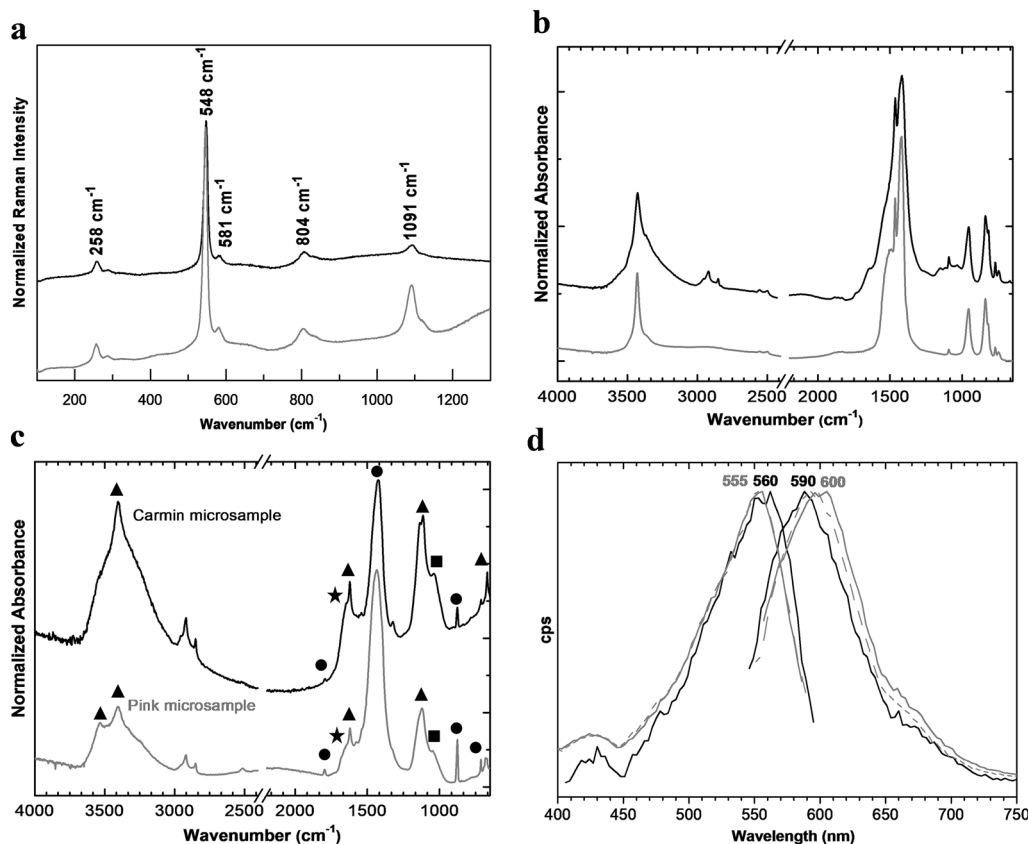 a
Normalized Raman Intensity
258 cm⁻¹
548 cm⁻¹
581 cm⁻¹
804 cm⁻¹
1091 cm⁻¹
200 400 600 800 1000 1200
Wavenumber (cm⁻¹)
b
Normalized Absorbance
4000 3500 3000 2500 2000 1500 1000
Wavenumber (cm⁻¹)
c
Normalized Absorbance
Carmin microsample
Pink microsample
4000 3500 3000 2500 2000 1500 1000
Wavenumber (cm⁻¹)
d
cps
555 560 590 600
400 450 500 550 600 650 700 750
Wavelength (nm)